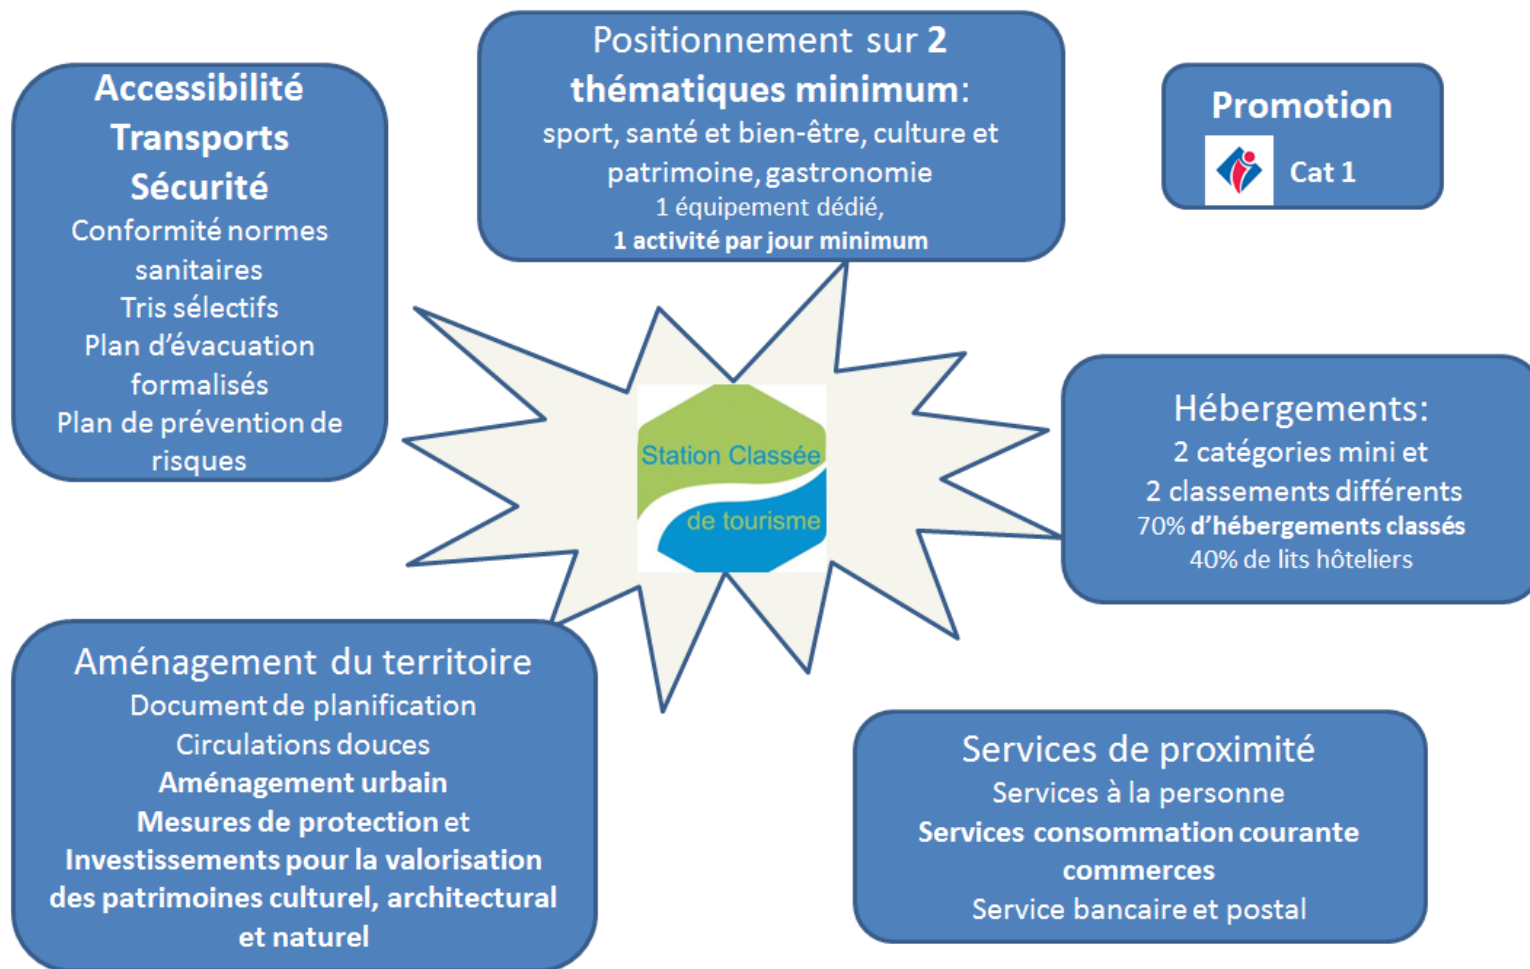 Accessibilité
Transports
Sécurité
Conformité normes
sanitaires
Tris sélectifs
Plan d'évacuation
formalisés
Plan de prévention de
risques
Positionnement sur 2
thématiques minimum:
sport, santé et bien-être, culture et
patrimoine, gastronomie
1 équipement dédié,
1 activité par jour minimum
Promotion
Cat 1
Station Classée
de tourisme
Hébergements:
2 catégories mini et
2 classements différents
70% d'hébergements classés
40% de lits hôteliers
Aménagement du territoire
Document de planification
Circulations douces
Aménagement urbain
Mesures de protection et
Investissements pour la valorisation
des patrimoines culturel, architectural
et naturel
Services de proximité
Services à la personne
Services consommation courante
commerces
Service bancaire et postal